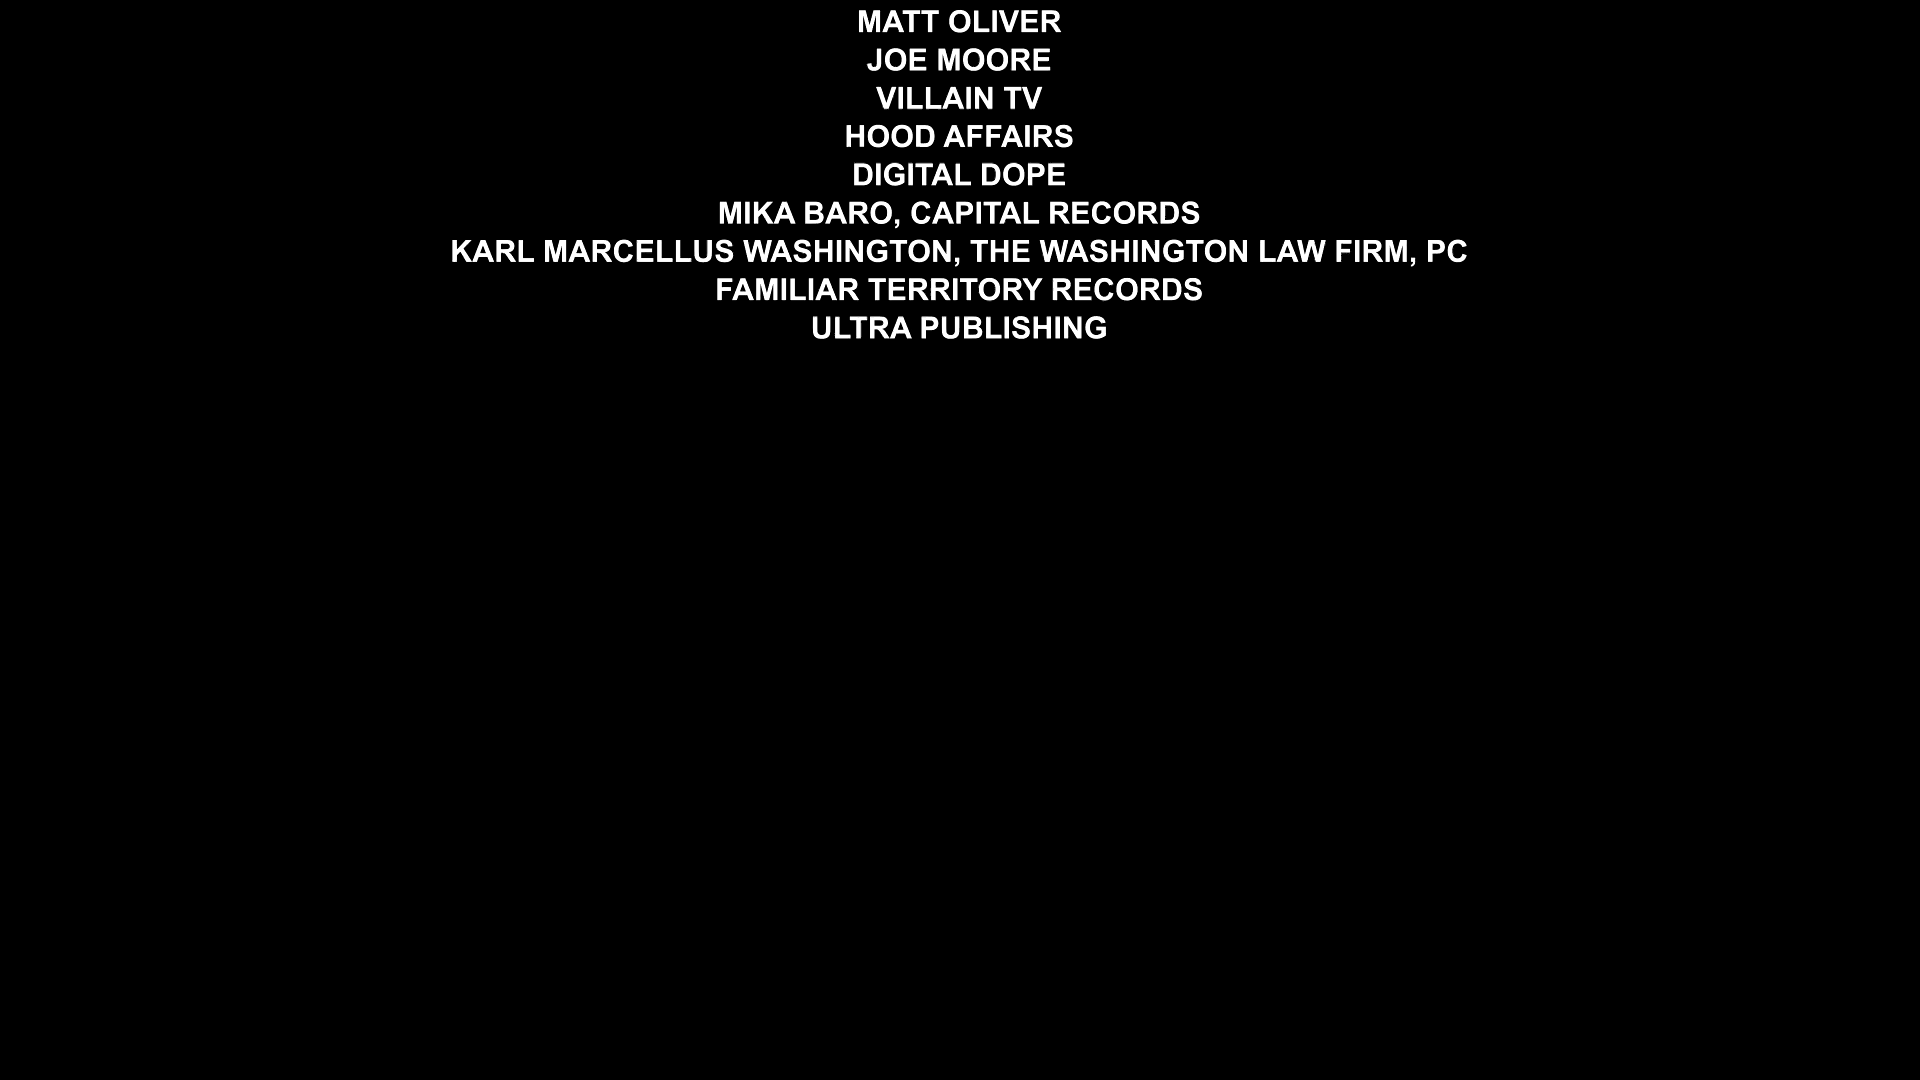 MATT OLIVER
JOE MOORE
VILLAIN TV
HOOD AFFAIRS
DIGITAL DOPE
MIKA BARO, CAPITAL RECORDS
KARL MARCELLUS WASHINGTON, THE WASHINGTON LAW FIRM, PC
FAMILIAR TERRITORY RECORDS
ULTRA PUBLISHING